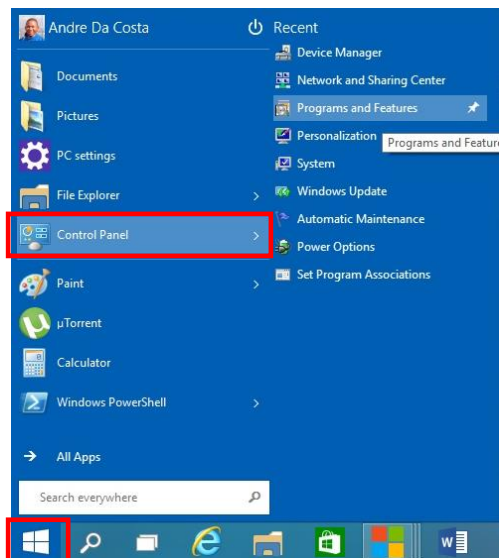 Andre Da Costa
Documents
Pictures
PC settings
File Explorer
Control Panel
Paint
µTorrent
Calculator
Windows PowerShell
All Apps
Search everywhere
Recent
Device Manager
Network and Sharing Center
Programs and Features
Personalization
Programs and Feature
System
Windows Update
Automatic Maintenance
Power Options
Set Program Associations